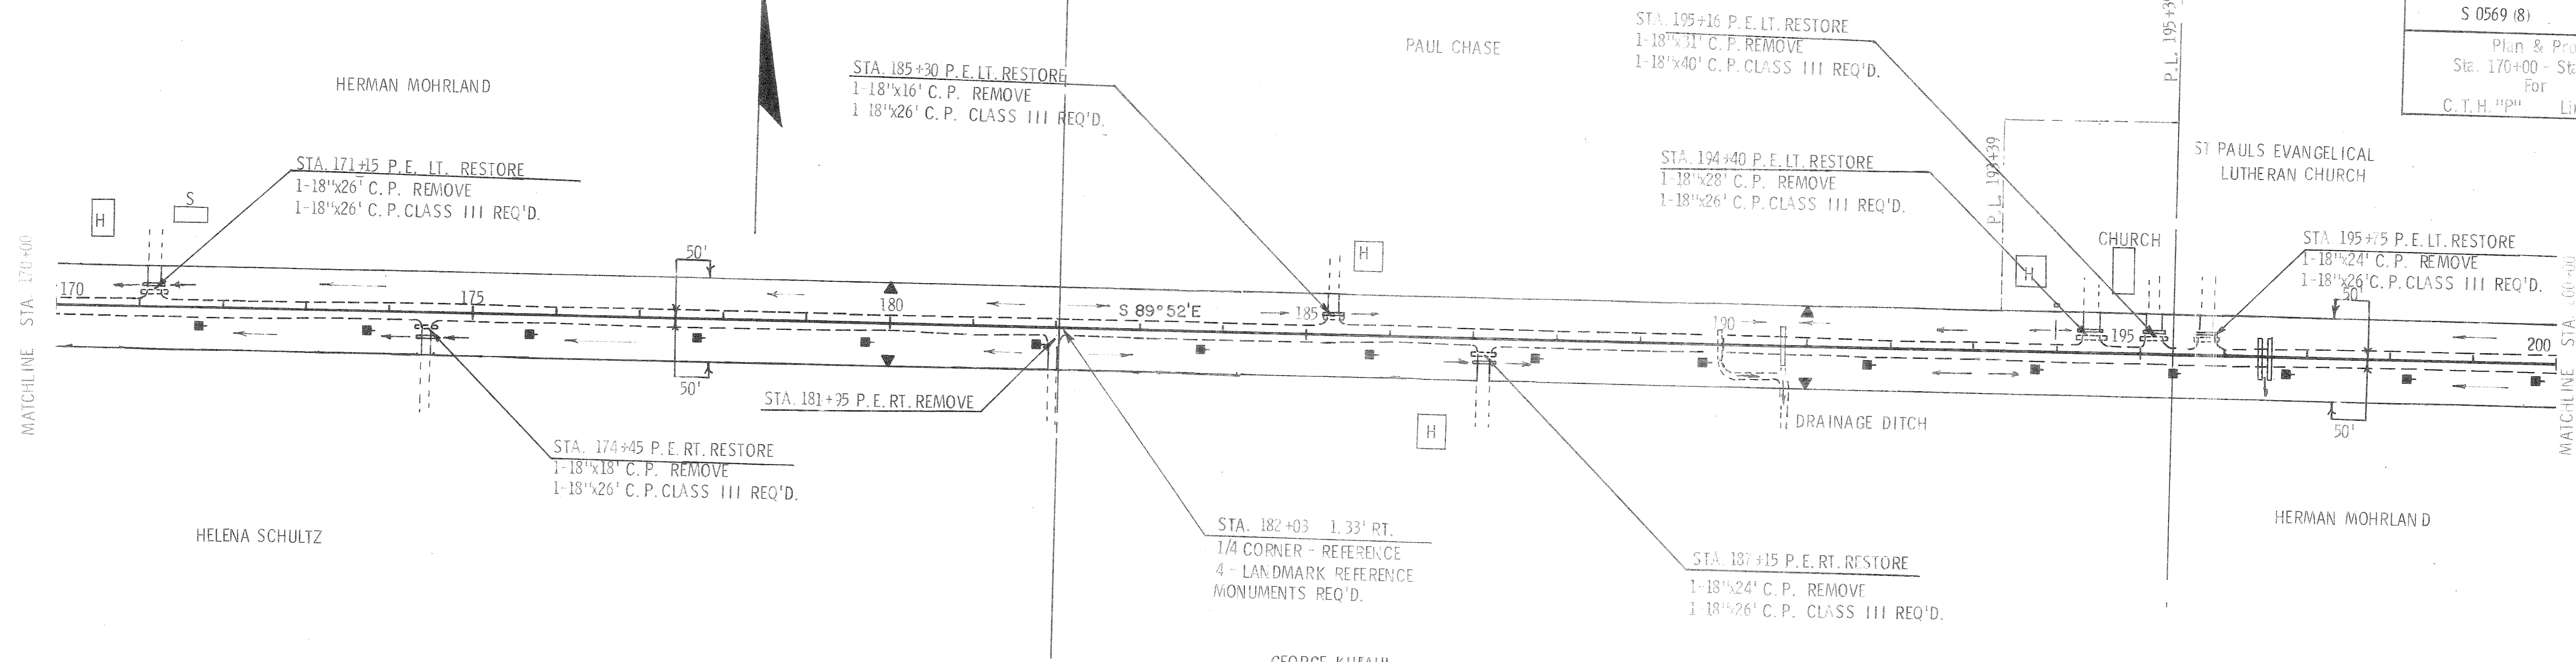 S 0569 (8)
Plan & Pro
Sta. 170+00 - Sta
For
C.T.H."P" Li
STA. 195+16 P.E.LT.RESTORE
1-18"x31' C.P.REMOVE
1-18"x40' C.P.CLASS III REQ'D.
P.L. 195+39
PAUL CHASE
HERMAN MOHRLAND
STA. 185+30 P.E.LT.RESTORE
1-18"x16' C.P. REMOVE
1 18"x26' C.P. CLASS III REQ'D.
STA. 171+15 P.E. LT. RESTORE
1-18"x26' C.P. REMOVE
1-18"x26' C.P.CLASS III REQ'D.
STA. 194+40 P.E.LT.RESTORE
1-18"x28' C.P. REMOVE
1-18"x26' C.P.CLASS III REQ'D.
P.L. 193+39
ST PAULS EVANGELICAL
LUTHERAN CHURCH
H
S
H
H
CHURCH
STA. 195+75 P.E.LT.RESTORE
1-18"x24' C.P. REMOVE
1-18"x26' C.P.CLASS III REQ'D.
50'
50'
MATCHLINE STA. 170+00
170
175
180
S 89°52'E
185
190
195
200
MATCHLINE STA.
50'
50'
STA. 181+95 P.E.RT.REMOVE
H
DRAINAGE DITCH
STA. 174+45 P.E.RT.RESTORE
1-18"x18' C.P. REMOVE
1-18"x26' C.P.CLASS III REQ'D.
HELENA SCHULTZ
STA. 182+03 1.33' RT.
1/4 CORNER - REFERENCE
4 - LANDMARK REFERENCE
MONUMENTS REQ'D.
STA. 187+15 P.E.RT.RESTORE
1-18"x24' C.P. REMOVE
1-18"x26' C.P. CLASS III REQ'D.
HERMAN MOHRLAND
GEORGE